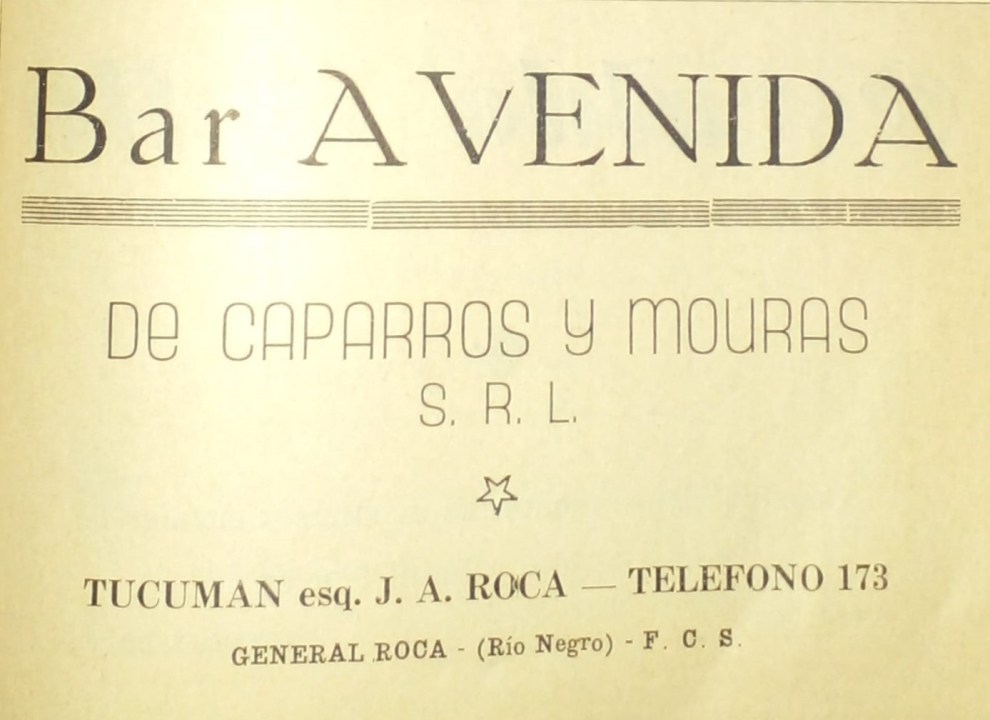 Bar AVENIDA
De CAPARROS y MOURAS
S. R. L.
TUCUMAN esq. J. A. ROCA — TELEFONO 173
GENERAL ROCA - (Río Negro) - F. C. S.